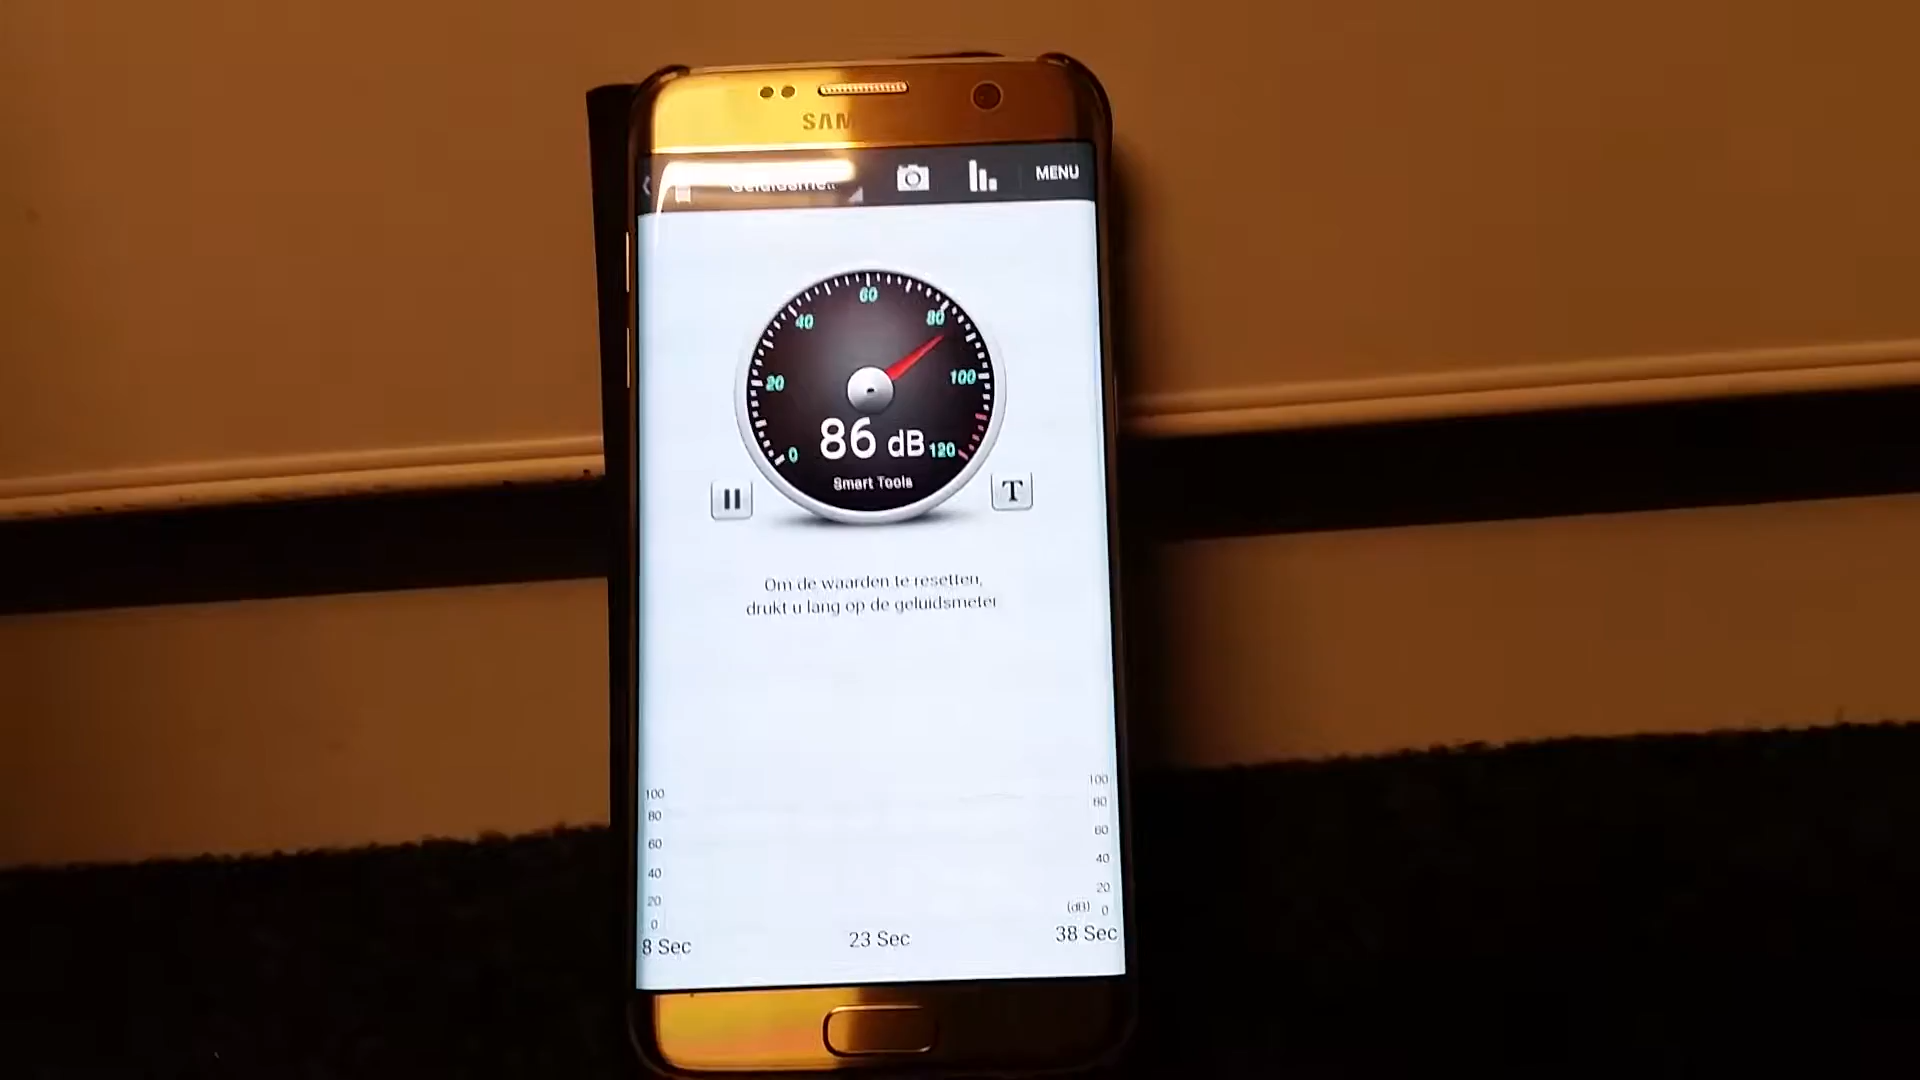 SAM
MENU
60
40
80
20
100
86 dB
0
120
Smart Tools
T
Om de waarden te resetten,
drukt u lang op de geluidsmeter
100
80
60
40
20
0
100
80
60
40
20
(dB) 0
8 Sec
23 Sec
38 Sec